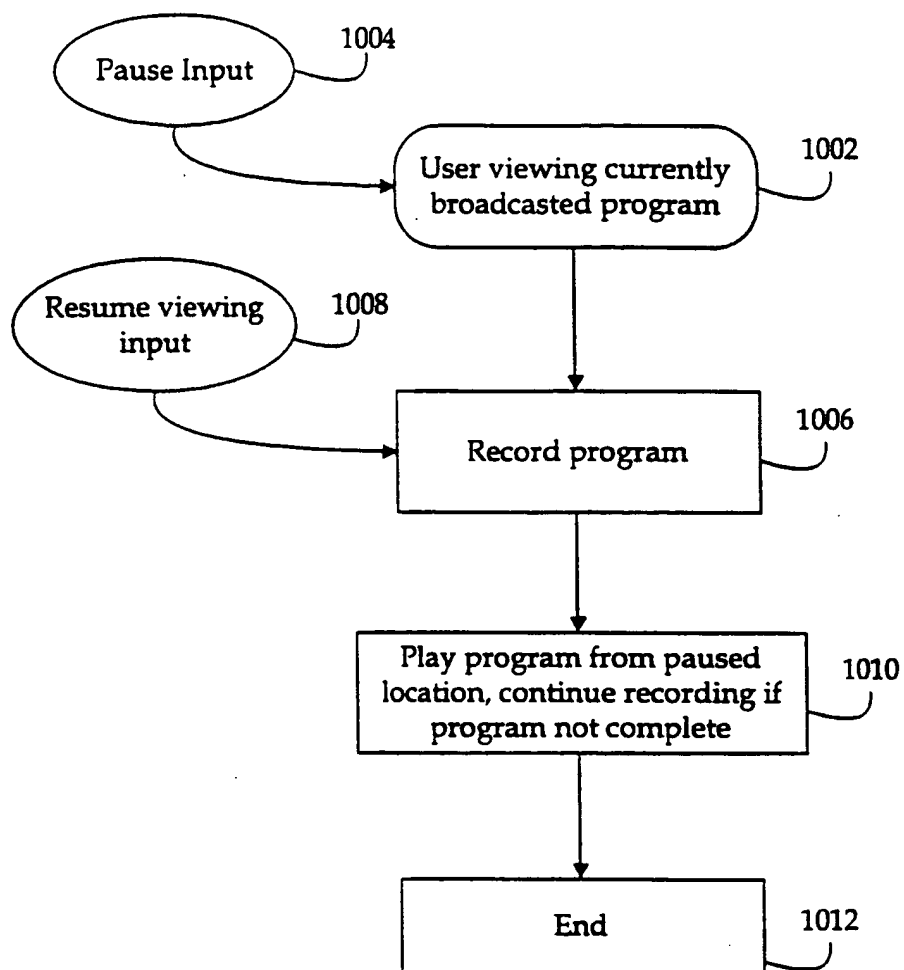 1004
Pause Input
1002
User viewing currently
broadcasted program
1008
Resume viewing
input
1006
Record program
1010
Play program from paused
location, continue recording if
program not complete
End
1012